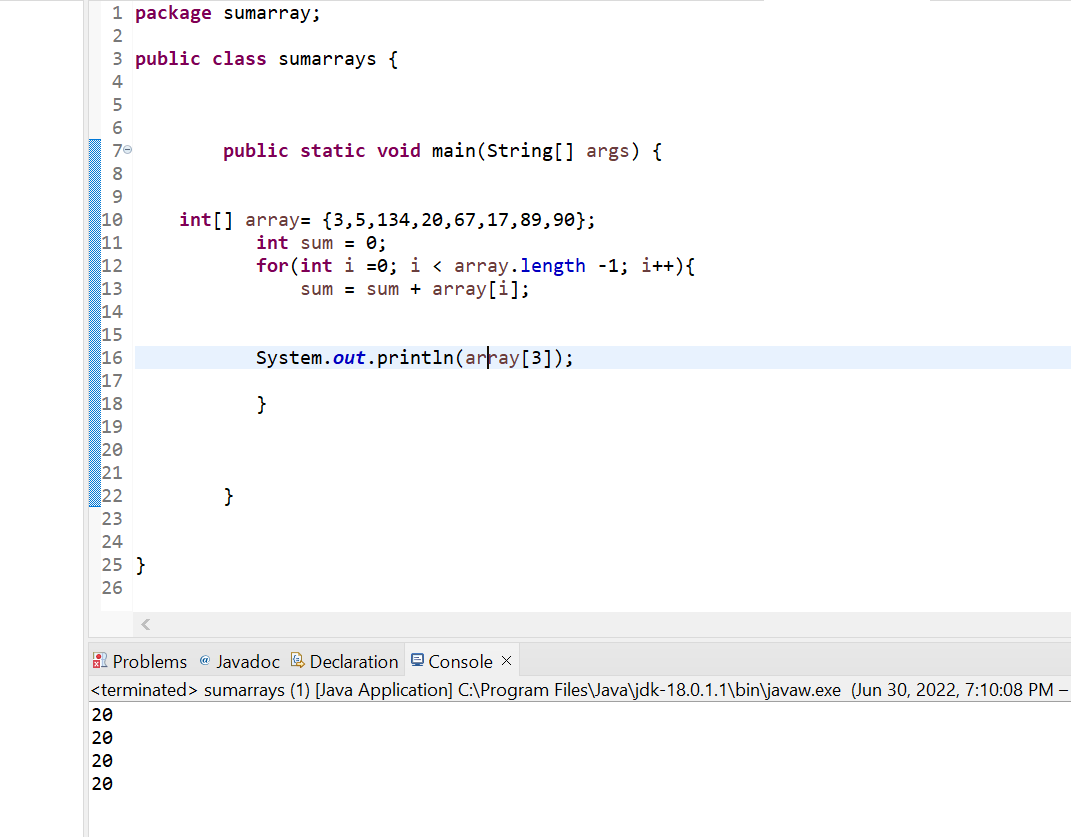 1 package sumarray;
2
3 public class sumarrays {
4
5
6
7 public static void main(String[] args) {
8
9
10 int[] array= {3,5,134,20,67,17,89,90};
11 int sum = 0;
12 for(int i =0; i < array.length -1; i++){
13 sum = sum + array[i];
14
15
16 System.out.println(array[3]);
17
18 }
19
20
21
22 }
23
24
25 }
26
Problems @ Javadoc Declaration Console
<terminated> sumarrays (1) [Java Application] C:\Program Files\Java\jdk-18.0.1.1\bin\javaw.exe (Jun 30, 2022, 7:10:08 PM –
20
20
20
20